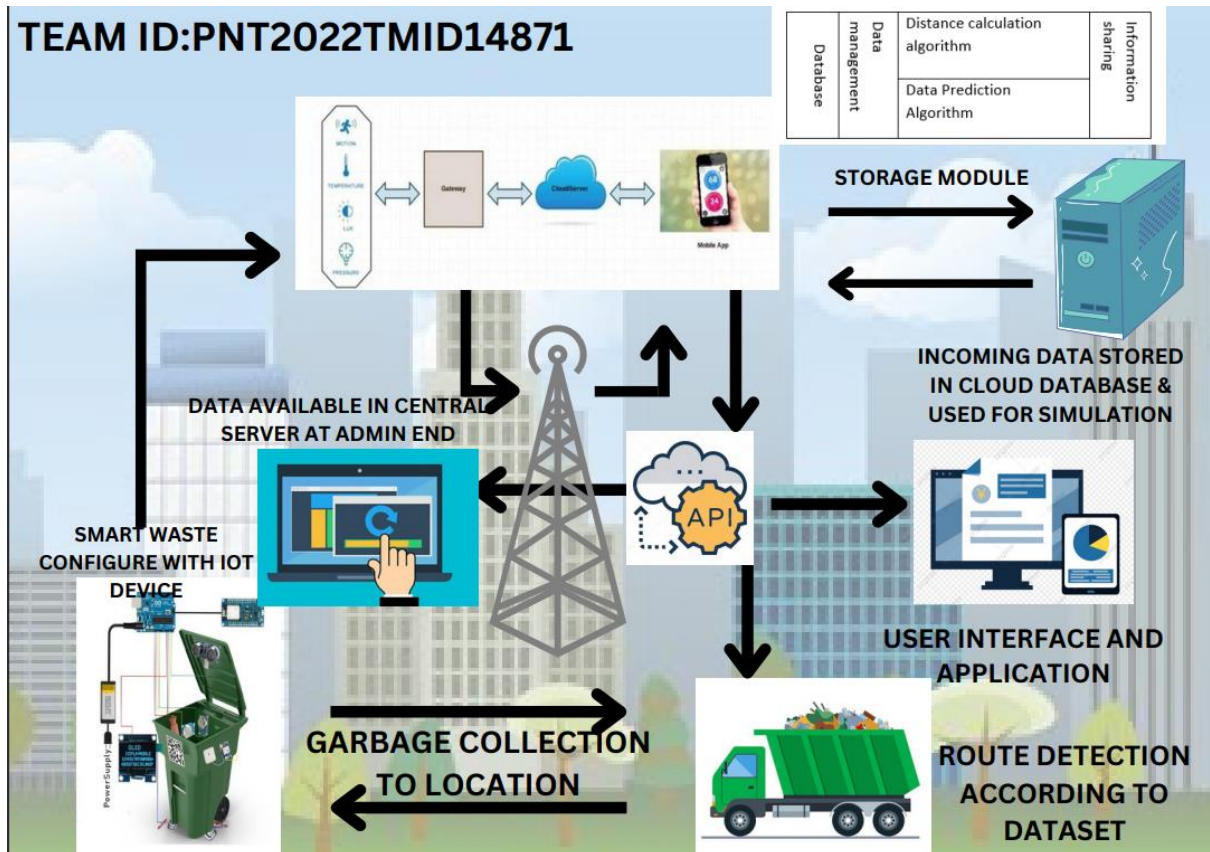 TEAM ID:PNT2022TMID14871
Database
Data
management
Distance calculation
algorithm
Data Prediction
Algorithm
Information
sharing
MOTION
TEMPERATURE
LUX
PRESSURE
Gateway
CloudServer
68
24
Mobile App
STORAGE MODULE
INCOMING DATA STORED
IN CLOUD DATABASE &
USED FOR SIMULATION
DATA AVAILABLE IN CENTRAL
SERVER AT ADMIN END
API
SMART WASTE
CONFIGURE WITH IOT
DEVICE
PowerSupply
OLED
USER INTERFACE AND
APPLICATION
GARBAGE COLLECTION
TO LOCATION
ROUTE DETECTION
ACCORDING TO
DATASET